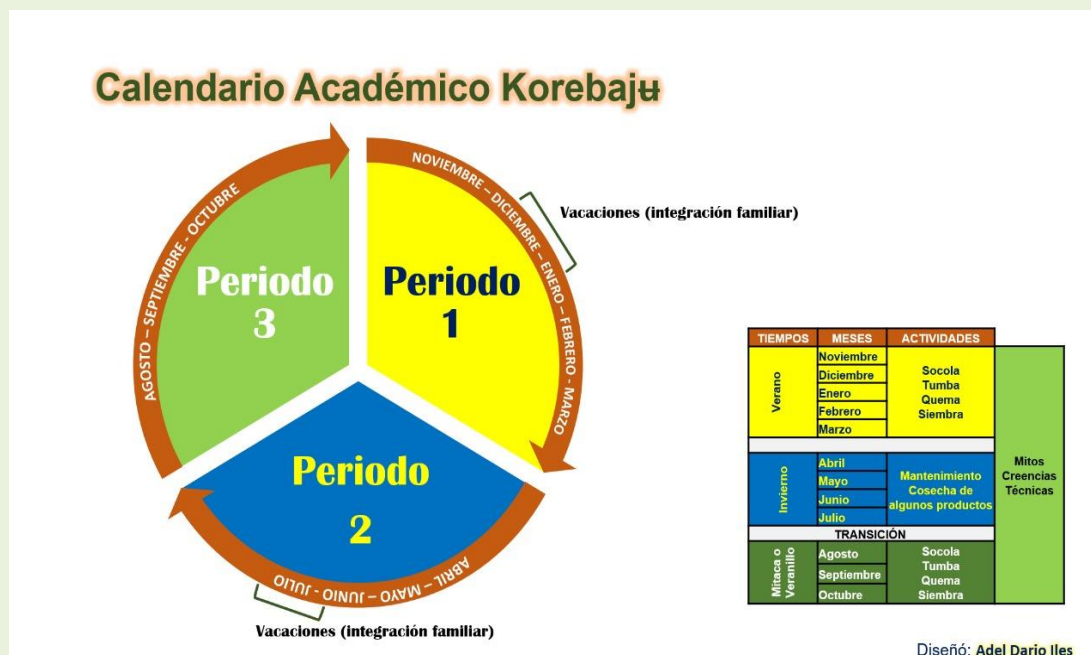 Calendario Académico Korebajʉ
NOVIEMBRE – DICIEMBRE – ENERO – FEBRERO - MARZO
Vacaciones (integración familiar)
Periodo
1
AGOSTO – SEPTIEMBRE - OCTUBRE
Periodo
3
Periodo
2
ABRIL – MAYO – JUNIO - JULIO
Vacaciones (integración familiar)
TIEMPOS MESES ACTIVIDADES
Verano
Noviembre
Diciembre
Enero
Febrero
Marzo
Socola
Tumba
Quema
Siembra
Invierno
Abril
Mayo
Junio
Julio
Mantenimiento
Cosecha de
algunos productos
TRANSICIÓN
Mitaca o
Veranillo
Agosto
Septiembre
Octubre
Socola
Tumba
Quema
Siembra
Mitos
Creencias
Técnicas
Diseñó: Adel Dario Iles